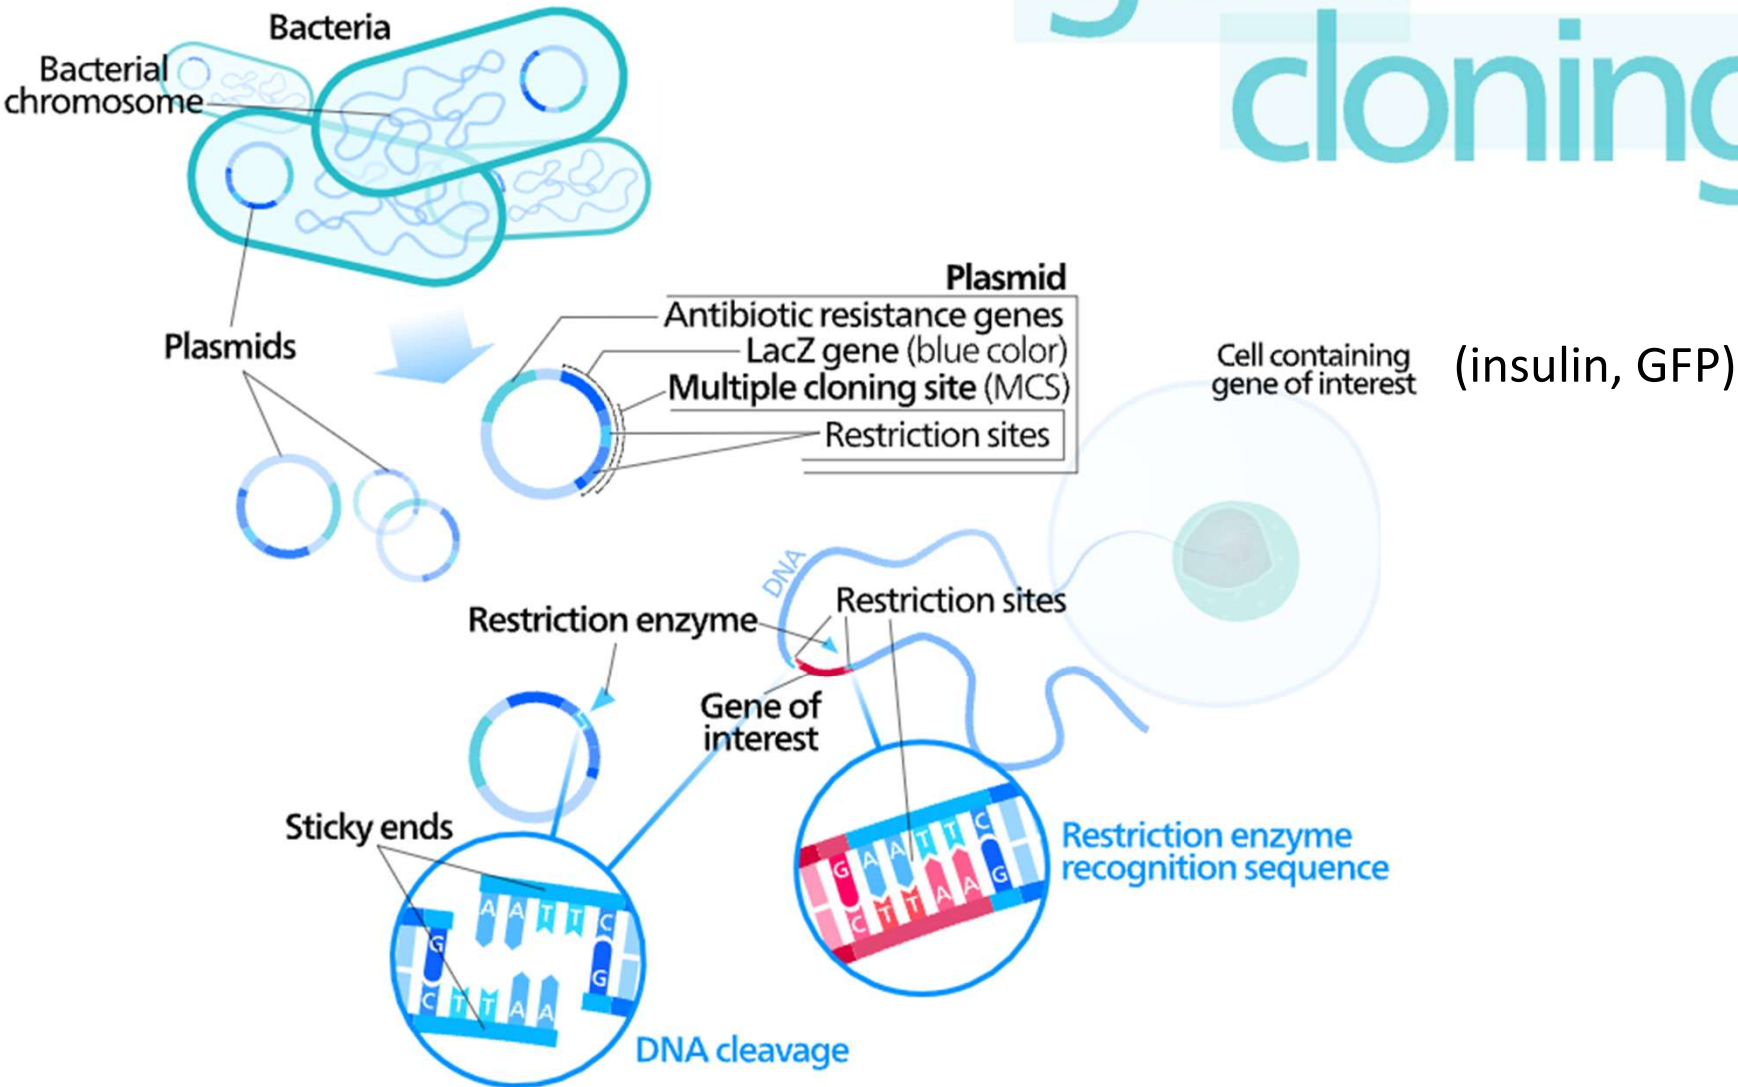 cloning
Bacteria
Bacterial
chromosome
Plasmids
Plasmid
Antibiotic resistance genes
LacZ gene (blue color)
Multiple cloning site (MCS)
Restriction sites
Cell containing
gene of interest
(insulin, GFP)
DNA
Restriction enzyme
Restriction sites
Gene of
interest
Sticky ends
G A A T T C
C T T A A G
Restriction enzyme
recognition sequence
A A T T C
G
G
C T T A A
DNA cleavage